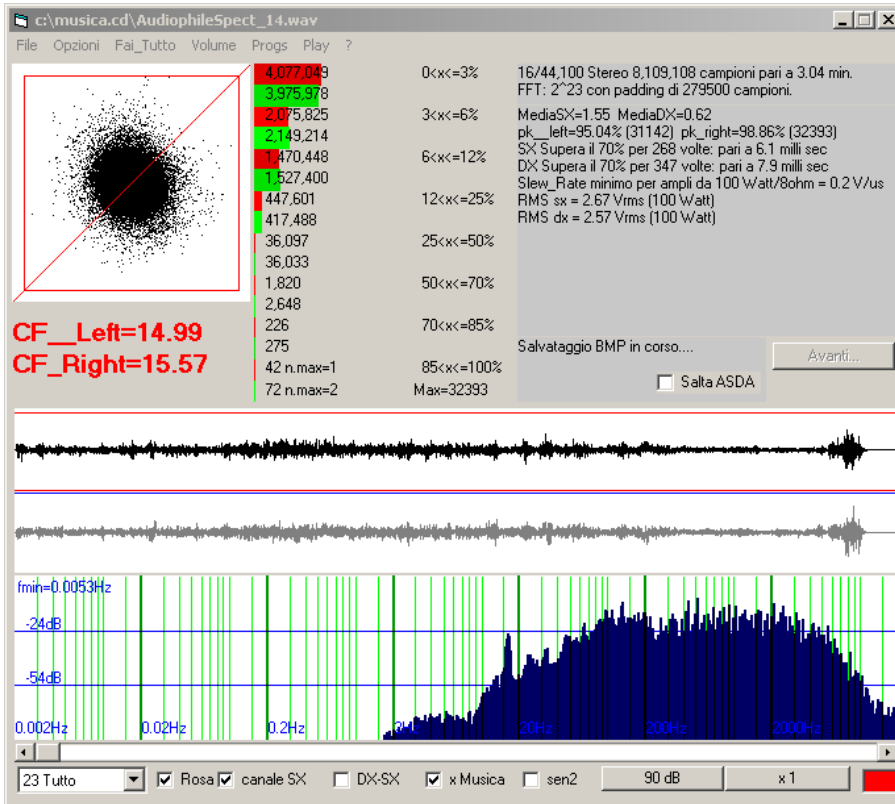 c:\musica.cd\AudiophileSpect_14.wav
File Opzioni Fai_Tutto Volume Progs Play ?
4,077,049 0<x<=3%
3,975,978
2,075,825 3<x<=6%
2,149,214
1,470,448 6<x<=12%
1,527,400
447,601 12<x<=25%
417,488
36,097 25<x<=50%
36,033
1,820 50<x<=70%
2,648
226 70<x<=85%
275
42 n.max=1 85<x<=100%
72 n.max=2 Max=32393
16/44,100 Stereo 8,109,108 campioni pari a 3.04 min.
FFT: 2^23 con padding di 279500 campioni.
MediaSX=1.55 MediaDX=0.62
pk__left=95.04% (31142) pk_right=98.86% (32393)
SX Supera il 70% per 268 volte: pari a 6.1 milli sec
DX Supera il 70% per 347 volte: pari a 7.9 milli sec
Slew_Rate minimo per ampli da 100 Watt/8ohm = 0.2 V/us
RMS sx = 2.67 Vrms (100 Watt)
RMS dx = 2.57 Vrms (100 Watt)
CF__Left=14.99
CF_Right=15.57
Salvataggio BMP in corso....
Avanti...
Salta ASDA
fmin=0.0053Hz
-24dB
-54dB
0.002Hz 0.02Hz 0.2Hz 2Hz 20Hz 200Hz 2000Hz
23 Tutto Rosa canale SX DX-SX x Musica sen2 90 dB x 1